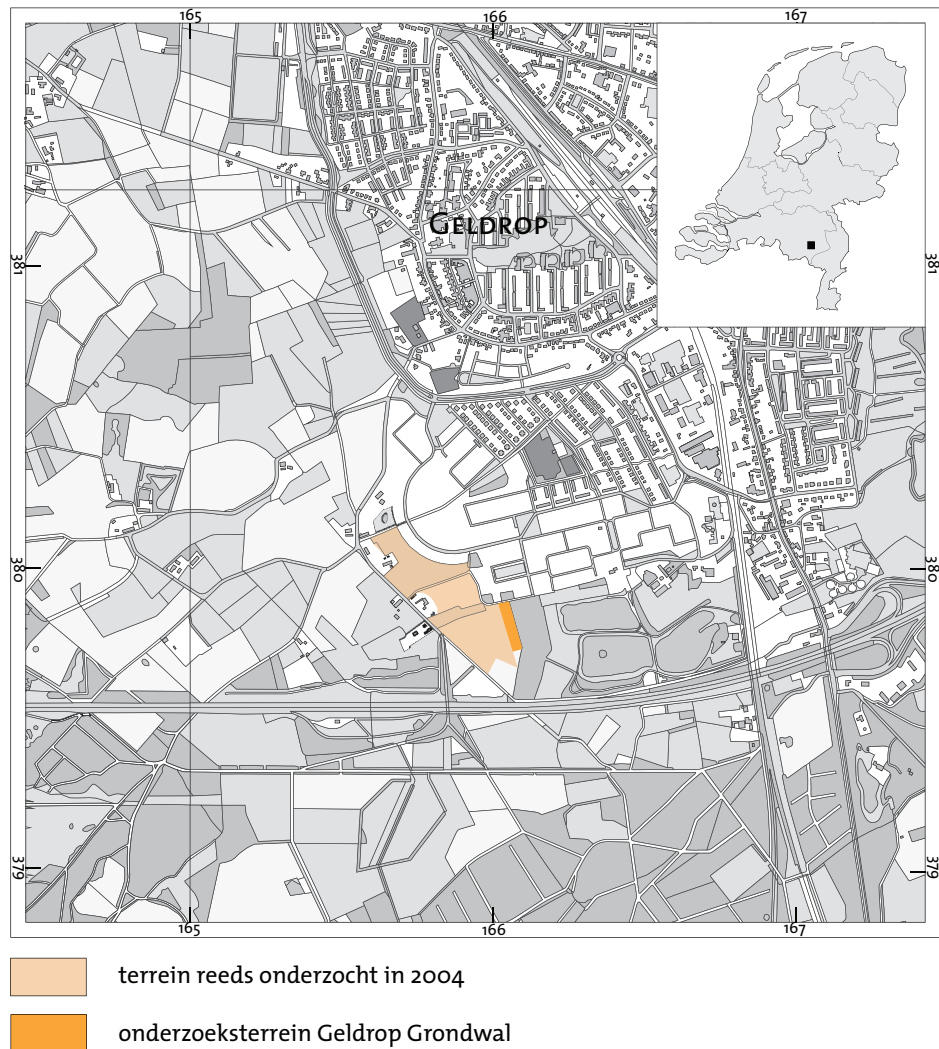 165 166 167
GELDROP
381 381
380 380
379 379
165 166 167
terrein reeds onderzocht in 2004
onderzoeksterrein Geldrop Grondwal